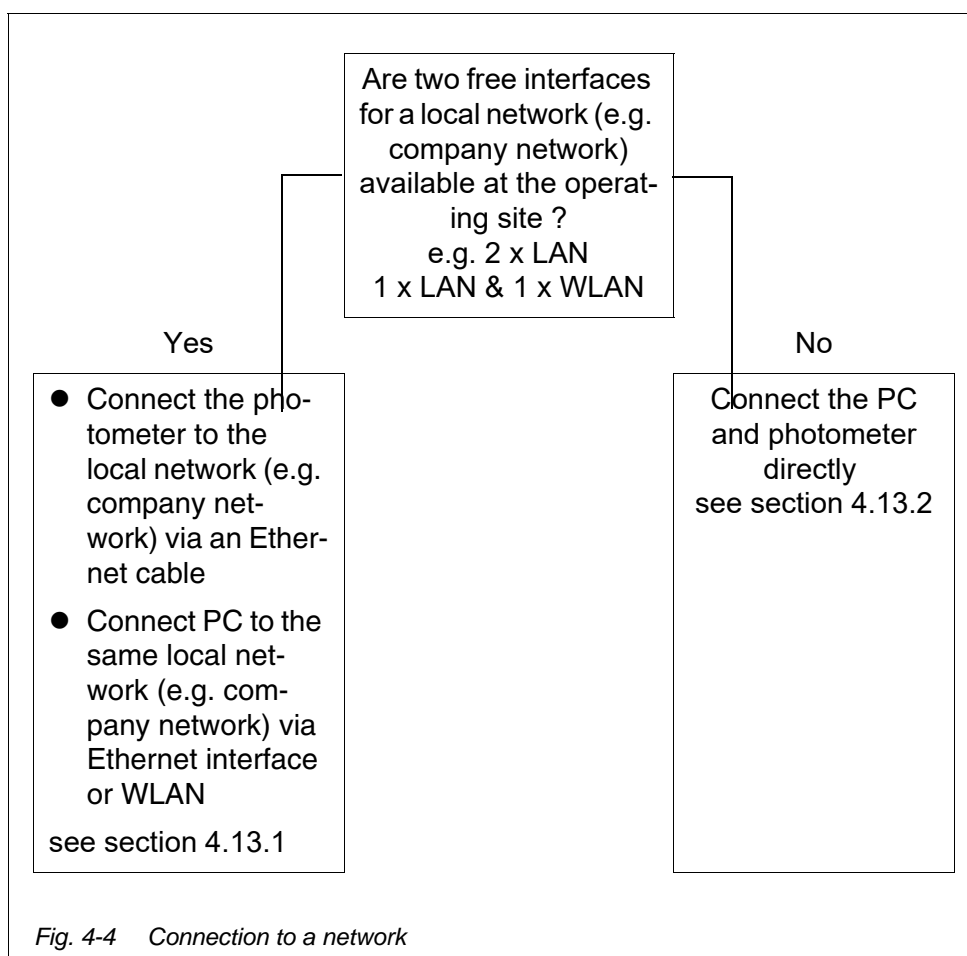 Are two free interfaces
for a local network (e.g.
company network)
available at the operat-
ing site ?
e.g. 2 x LAN
1 x LAN & 1 x WLAN
Yes
● Connect the pho-
tometer to the
local network (e.g.
company net-
work) via an Ether-
net cable
● Connect PC to the
same local net-
work (e.g. com-
pany network) via
Ethernet interface
or WLAN
see section 4.13.1
No
Connect the PC
and photometer
directly
see section 4.13.2
Fig. 4-4 Connection to a network